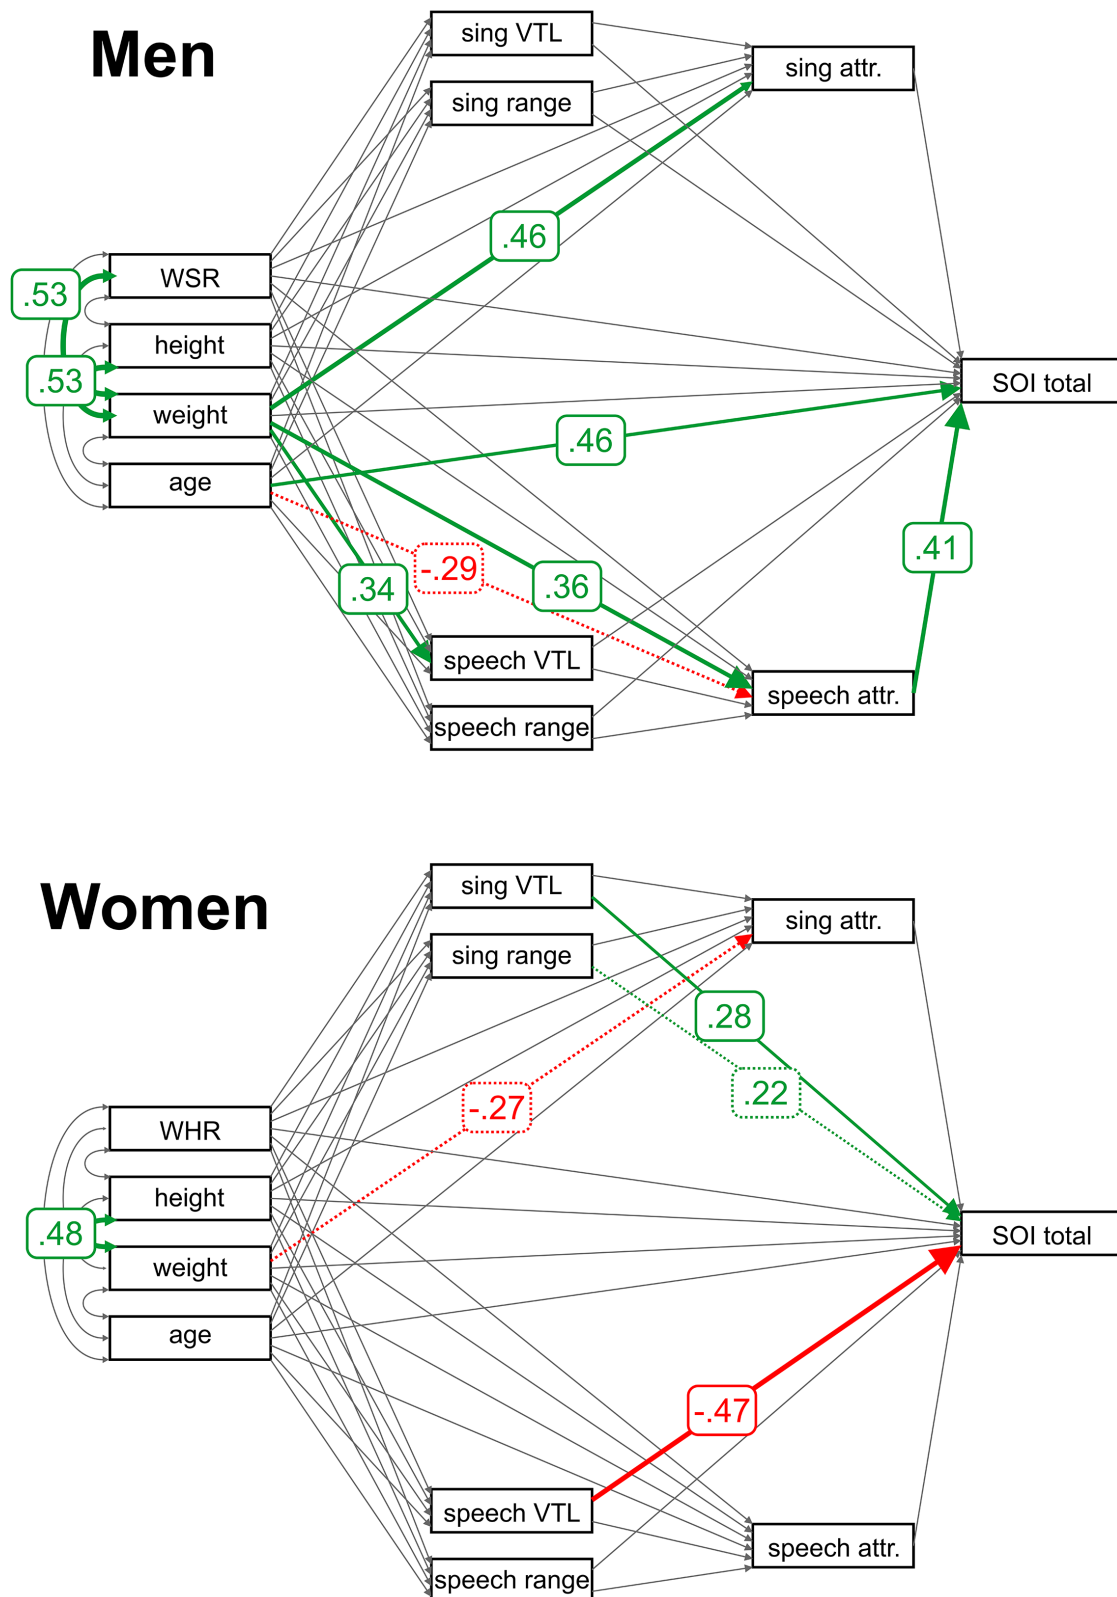 Men
sing VTL
sing attr.
sing range
.46
WSR
.53
height
.53
SOI total
weight
.46
age
.41
-.29
.34
.36
speech VTL
speech attr.
speech range
Women
sing VTL
sing attr.
sing range
.28
.22
-.27
WHR
height
.48
SOI total
weight
age
-.47
speech VTL
speech attr.
speech range